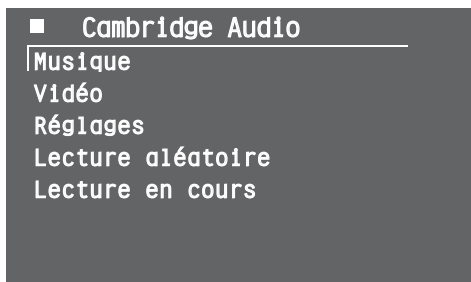 Cambridge Audio
Musique
Vidéo
Réglages
Lecture aléatoire
Lecture en cours